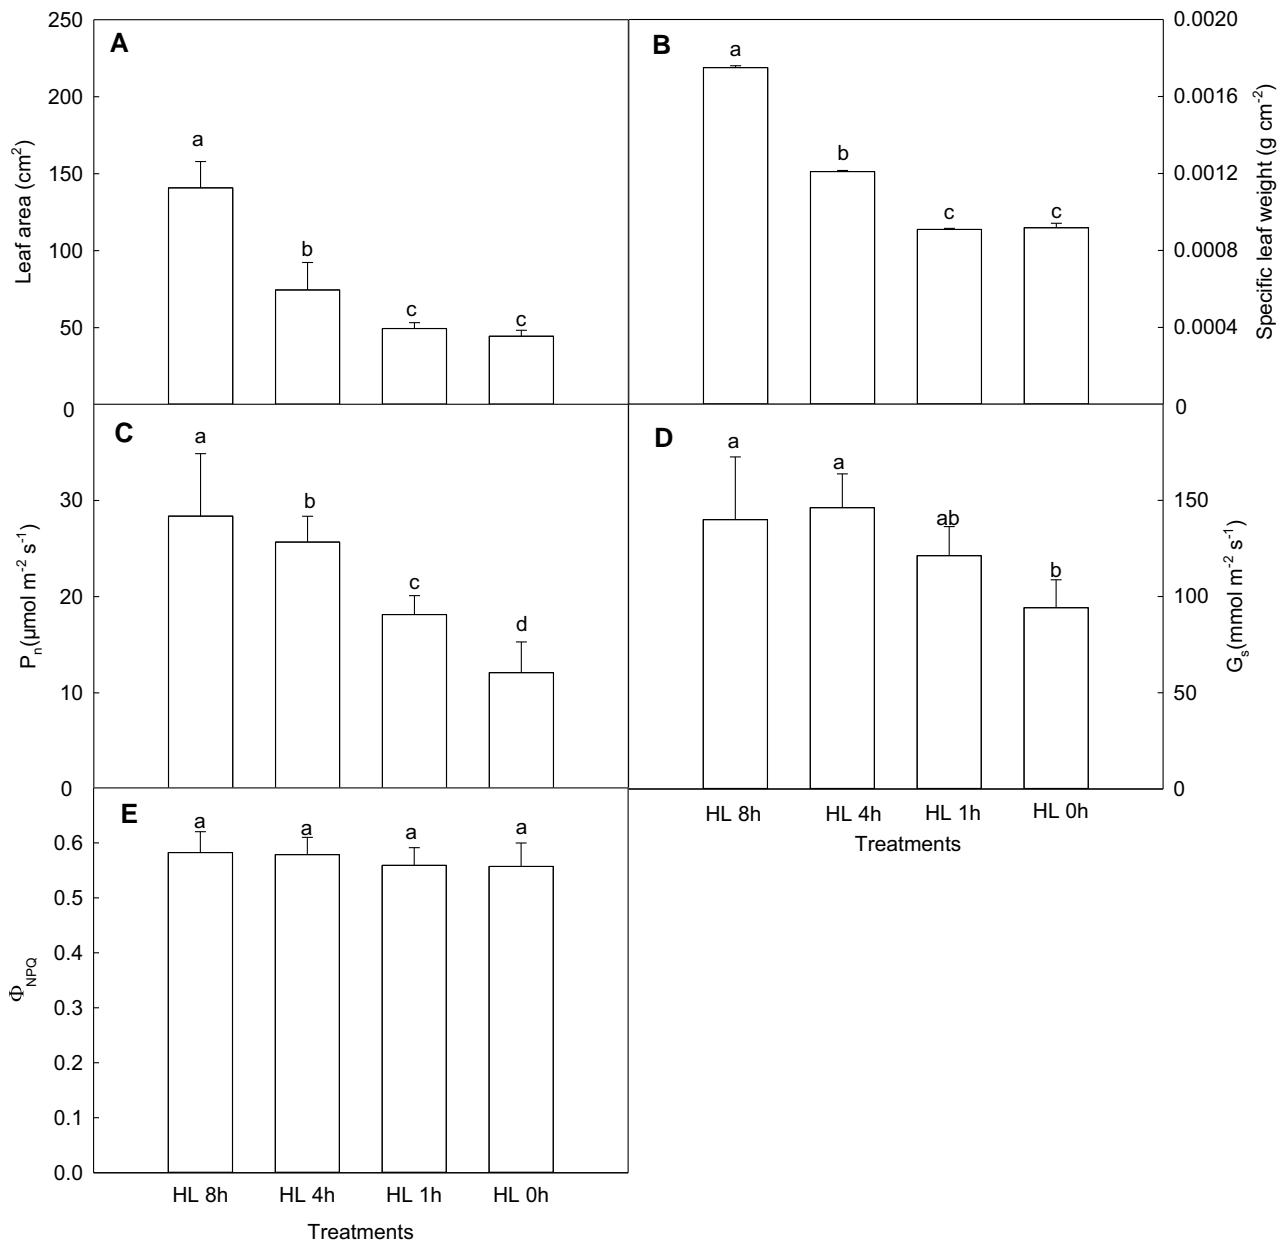 A
Leaf area (cm²)
250
200
150
100
50
0
a
b
c
c
B
Specific leaf weight (g cm⁻²)
0.0020
0.0016
0.0012
0.0008
0.0004
0
a
b
c
c
C
Pₙ(µmol m⁻² s⁻¹)
30
20
10
0
a
b
c
d
D
Gₛ(mmol m⁻² s⁻¹)
150
100
50
0
a
a
ab
b
HL 8h HL 4h HL 1h HL 0h
Treatments
E
Φ_NPQ
0.6
0.5
0.4
0.3
0.2
0.1
0.0
a
a
a
a
HL 8h HL 4h HL 1h HL 0h
Treatments